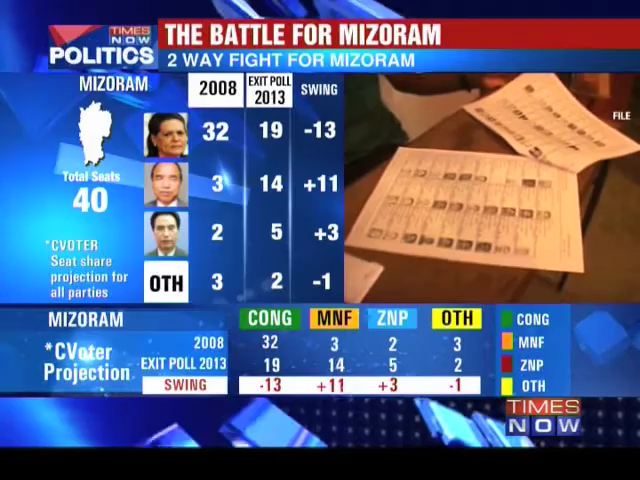 TIMES
NOW
POLITICS
THE BATTLE FOR MIZORAM
2 WAY FIGHT FOR MIZORAM
MIZORAM
2008
EXIT POLL
2013
SWING
FILE
32 19 -13
Total Seats
40
3 14 +11
2 5 +3
*CVOTER
Seat share
projection for
all parties
OTH 3 2 -1
MIZORAM
CONG MNF ZNP OTH
*CVoter
Projection
2008 32 3 2 3
EXIT POLL 2013 19 14 5 2
SWING -13 +11 +3 -1
CONG
MNF
ZNP
OTH
TIMES
NOW